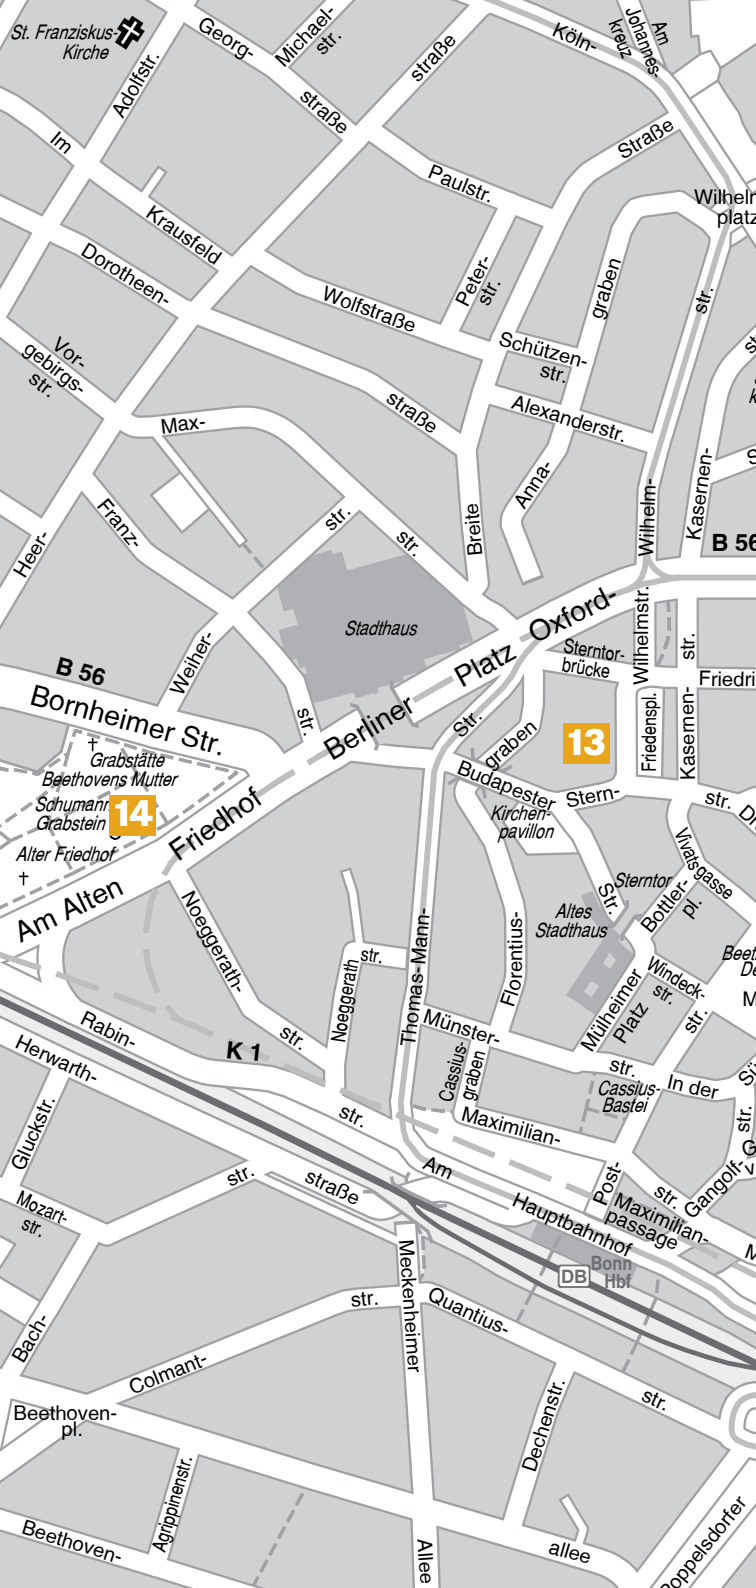 St. Franziskus-
Kirche
Adolfstr.
Georg-
straße
Michael-
str.
straße
Köln-
Johannes-
kreuz
Am
Straße
Im
Krausfeld
Paulstr.
Wilhelm
platz
Dorotheen-
straße
Peter-
str.
graben
str.
Wolfstraße
Vor-
gebirgs-
str.
Schützen-
str.
Alexanderstr.
Max-
str.
Anna-
Breite
Wilhelm-
Kasernen-
B 56
Franz-
str.
str.
Heer-
Stadthaus
Oxford-
Wilhelmstr.
str.
Weiher-
Sterntor-
brücke
Platz
Friedri
B 56
Bornheimer Str.
Berliner
Str.
graben
13
Friedenspl.
Kasernen-
Grabstätte
Beethovens Mutter
Schumann
Grabstein
14
Alter Friedhof
Budapester
Str.
Stern-
str.
Kirchen-
pavillon
Vivatsgasse
Friedhof
Am Alten
Sterntor
Bottler-
pl.
Altes
Stadthaus
Noeggerath-
str.
Noeggerath
str.
Thomas-Mann-
Florentius-
Mülheimer
Platz
Windeck-
str.
str.
Beet
Rabin-
str.
K 1
Münster-
str.
Herwarth-
straße
Cassius-
graben
Cassius-
Bastei
In der
Maximilian-
str.
Gluckstr.
Am
Hauptbahnhof
Post-
Gangolf-
str.
Maximilian-
passage
Mozart-
str.
str.
DB
Bonn
Hbf
Meckenheimer
Allee
Quantius-
str.
Bach-
str.
Colmant-
Beethoven-
pl.
Dechenstr.
Agrippinenstr.
Beethoven-
allee
Poppelsdorfer